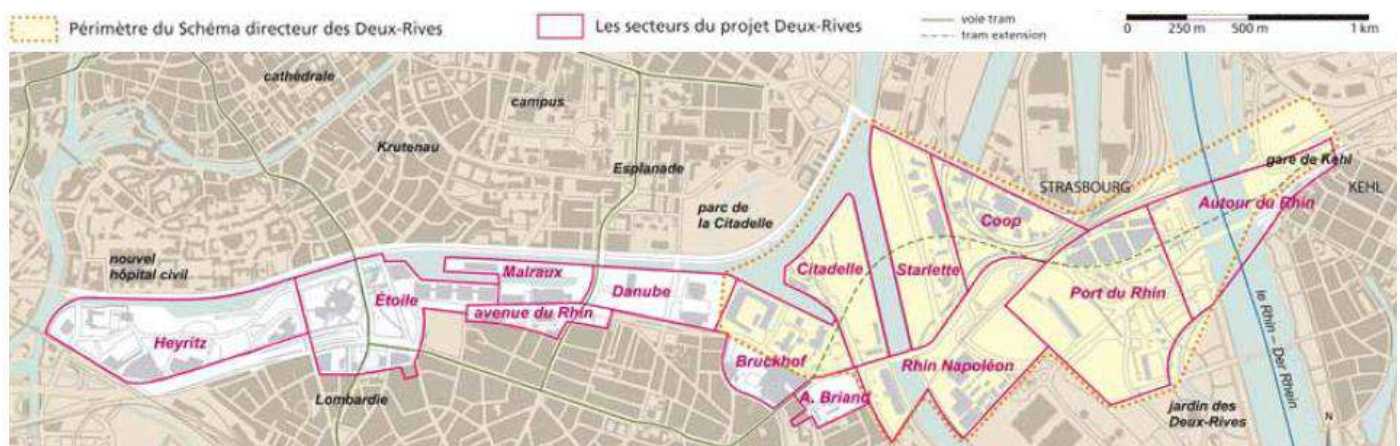 Périmètre du Schéma directeur des Deux-Rives
Les secteurs du projet Deux-Rives
voie tram
tram extension
0 250 m 500 m 1 km
cathédrale
campus
Krutenau
Esplanade
parc de
la Citadelle
STRASBOURG
gare de Kehl
KEHL
Autour du Rhin
Coop
nouvel
hôpital civil
Malraux
Citadelle
Starlette
Étoile
Danube
Port du Rhin
avenue du Rhin
Heyritz
Bruckhof
Rhin Napoléon
le Rhin – Der Rhein
A. Briand
Lombardie
jardin des
Deux-Rives
N